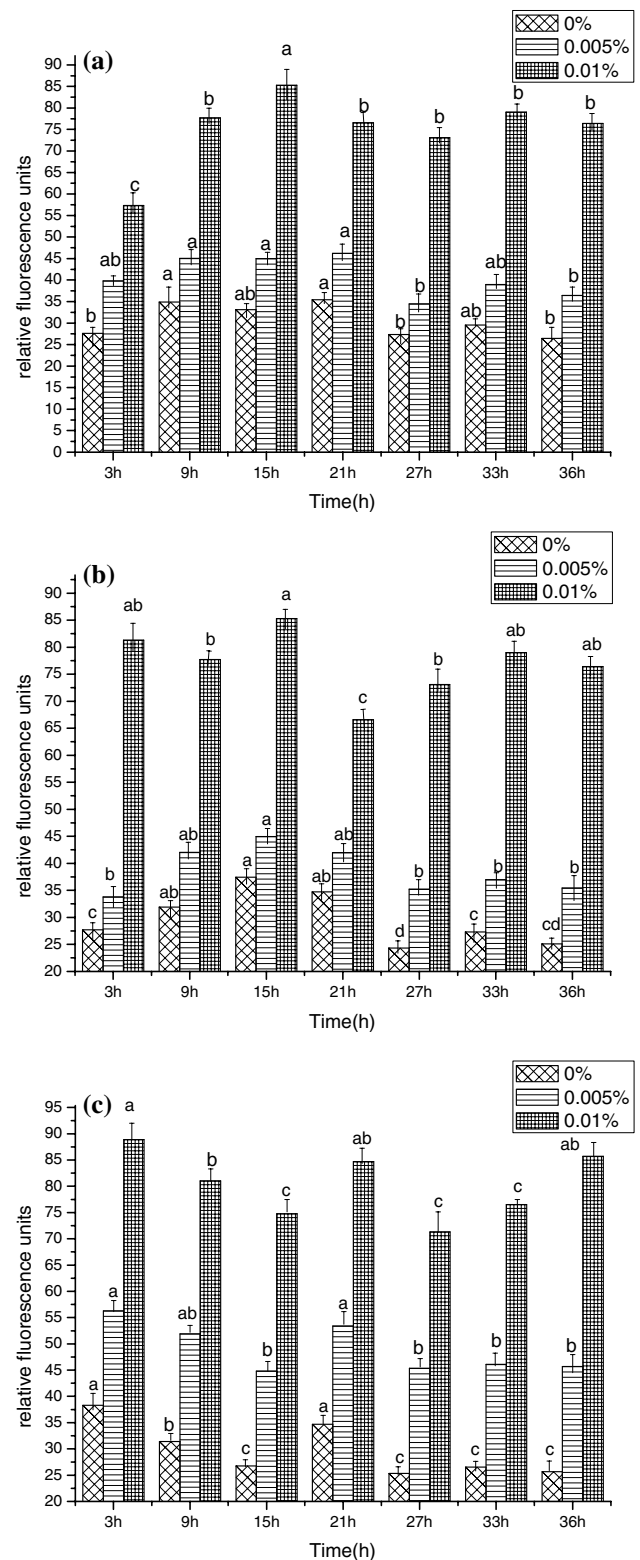 (a)
0%
0.005%
0.01%
relative fluorescence units
90
85
80
75
70
65
60
55
50
45
40
35
30
25
20
15
10
5
0
b ab c
a a b
ab a a
a a b
b b b
ab ab b
b b b
3h 9h 15h 21h 27h 33h 36h
Time(h)
(b)
0%
0.005%
0.01%
relative fluorescence units
90
85
80
75
70
65
60
55
50
45
40
35
30
25
20
c b ab
ab ab b
a a a
ab ab c
d b b
c b ab
cd b ab
3h 9h 15h 21h 27h 33h 36h
Time(h)
(c)
0%
0.005%
0.01%
relative fluorescence units
95
90
85
80
75
70
65
60
55
50
45
40
35
30
25
20
a a a
b ab b
c b c
a a ab
c b c
c b c
c b ab
3h 9h 15h 21h 27h 33h 36h
Time(h)